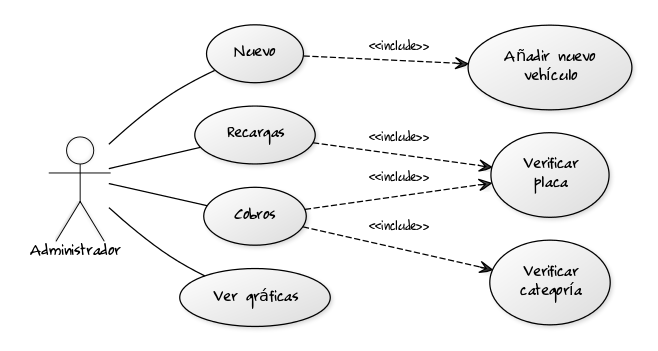 Nuevo
<<include>>
Añadir nuevo
vehículo
Recargas
<<include>>
Verificar
placa
<<include>>
Cobros
<<include>>
Administrador
Verificar
categoría
Ver gráficas